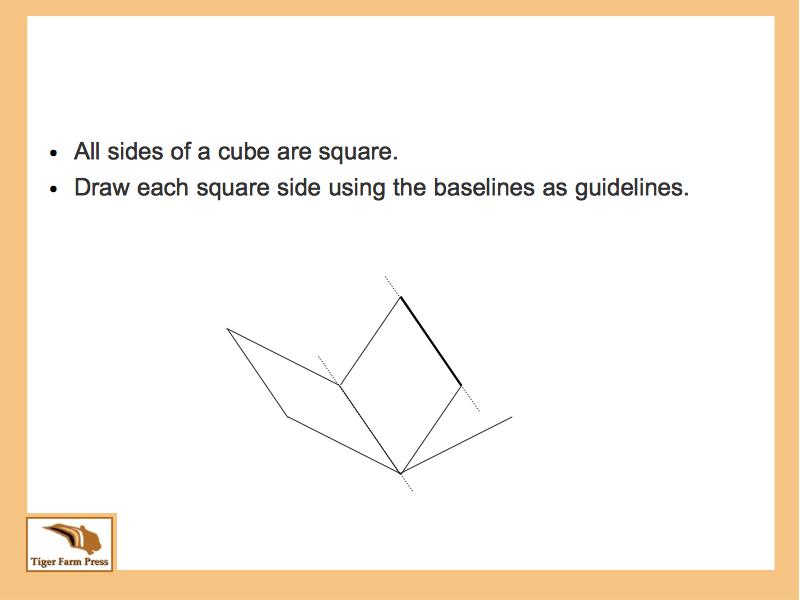 • All sides of a cube are square.
• Draw each square side using the baselines as guidelines.
Tiger Farm Press